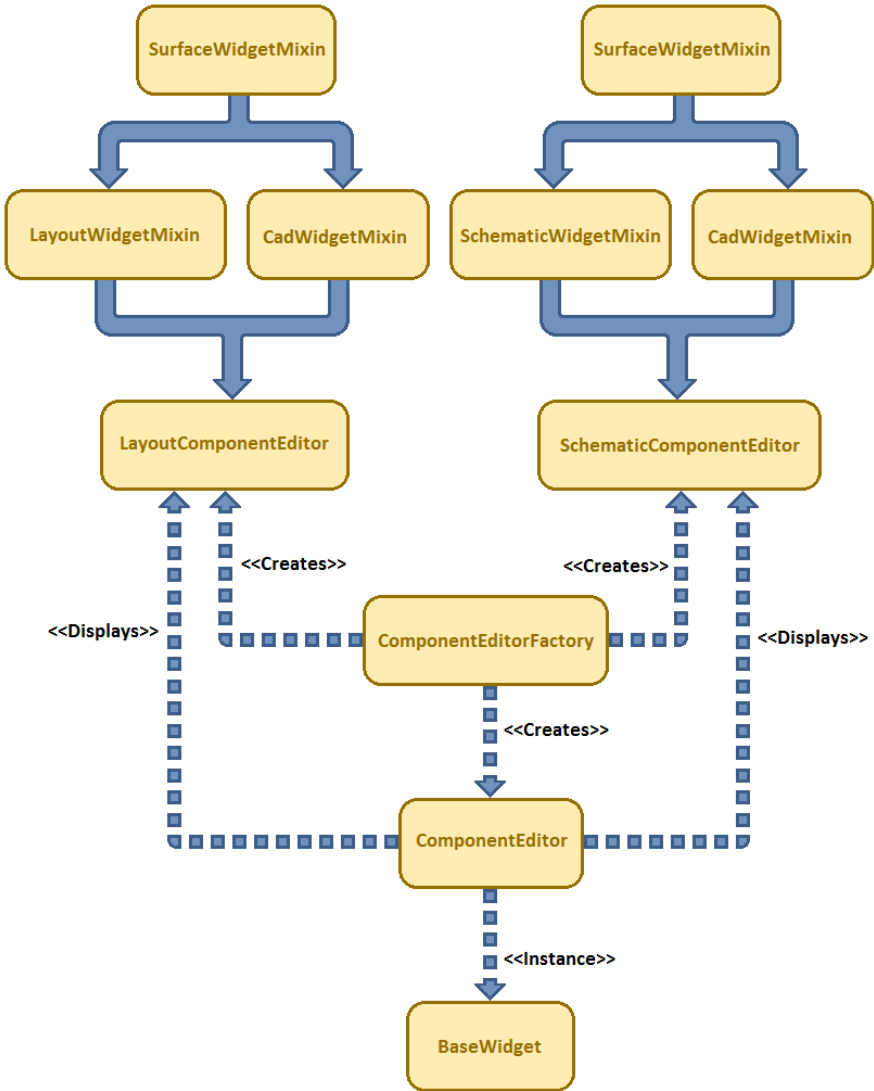 SurfaceWidgetMixin
SurfaceWidgetMixin
LayoutWidgetMixin
CadWidgetMixin
SchematicWidgetMixin
CadWidgetMixin
LayoutComponentEditor
SchematicComponentEditor
<<Creates>>
<<Creates>>
<<Displays>>
ComponentEditorFactory
<<Displays>>
<<Creates>>
ComponentEditor
<<Instance>>
BaseWidget